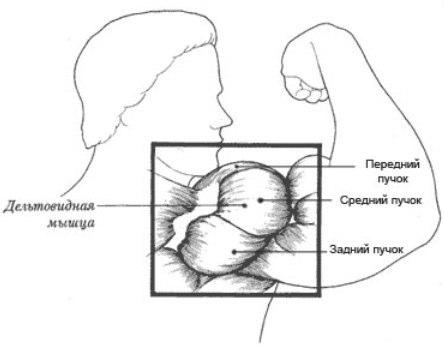 Передний
пучок
Средний пучок
Дельтовидная
мышца
Задний пучок